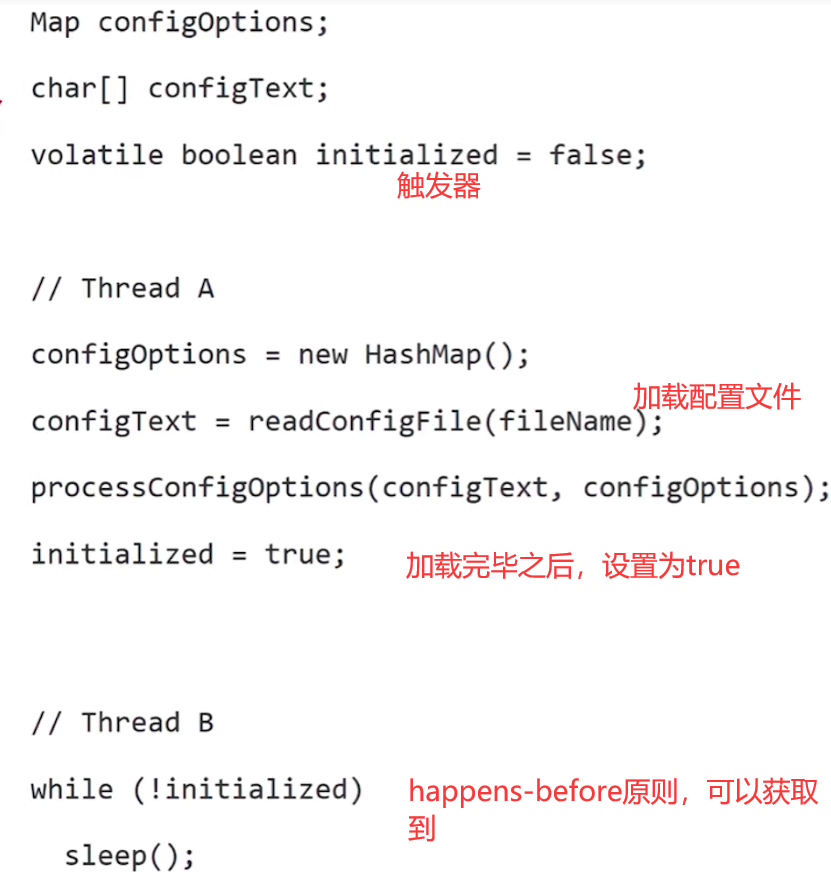 Map configOptions;
char[] configText;
volatile boolean initialized = false;
触发器
// Thread A
configOptions = new HashMap();
加载配置文件
configText = readConfigFile(fileName);
processConfigOptions(configText, configOptions);
initialized = true;
加载完毕之后，设置为true
// Thread B
while (!initialized)
happens-before原则，可以获取
到
sleep();